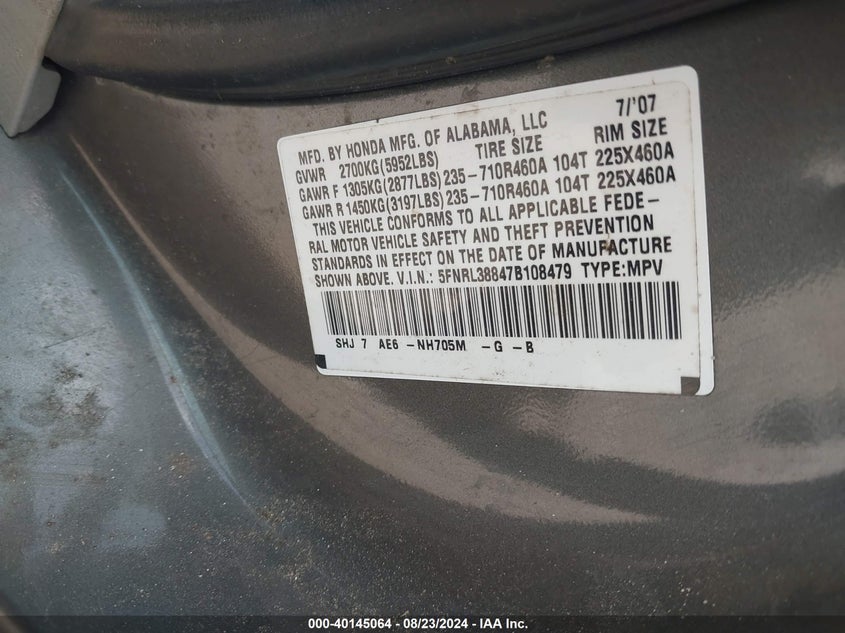 MFD. BY HONDA MFG. OF ALABAMA, LLC 7/'07
GVWR 2700KG(5952LBS) TIRE SIZE RIM SIZE
GAWR F 1305KG(2877LBS) 235-710R460A 104T 225X460A
GAWR R 1450KG(3197LBS) 235-710R460A 104T 225X460A
THIS VEHICLE CONFORMS TO ALL APPLICABLE FEDE-
RAL MOTOR VEHICLE SAFETY AND THEFT PREVENTION
STANDARDS IN EFFECT ON THE DATE OF MANUFACTURE
SHOWN ABOVE. V.I.N.: 5FNRL38847B108479 TYPE:MPV
SHJ 7 AE6 -NH705M -G -B
000-40145064 - 08/23/2024 - IAA Inc.